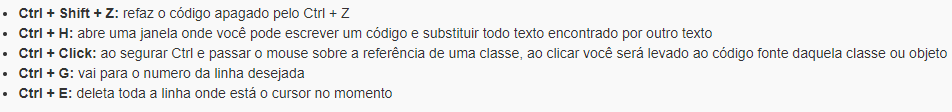 • Ctrl + Shift + Z: refaz o código apagado pelo Ctrl + Z
• Ctrl + H: abre uma janela onde você pode escrever um código e substituir todo texto encontrado por outro texto
• Ctrl + Click: ao segurar Ctrl e passar o mouse sobre a referência de uma classe, ao clicar você será levado ao código fonte daquela classe ou objeto
• Ctrl + G: vai para o numero da linha desejada
• Ctrl + E: deleta toda a linha onde está o cursor no momento